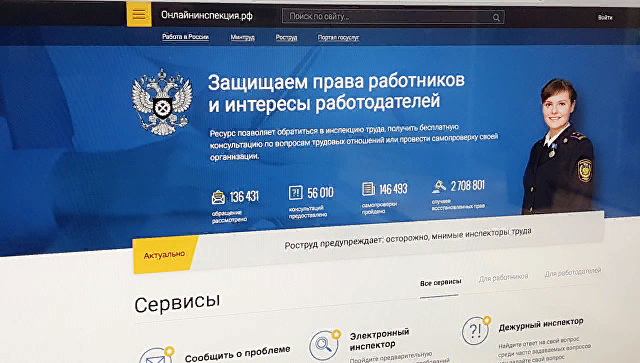 Онлайнинспекция.рф
Поиск по сайту...
Войти
Работа в России Минтруд Роструд Портал госуслуг
Защищаем права работников
и интересы работодателей
Ресурс позволяет обратиться в инспекцию труда, получить бесплатную
консультацию по вопросам трудовых отношений или провести самопроверку своей
организации.
136 431 56 010 146 493 2 708 801
обращение консультаций самопроверки случаев
рассмотрено предоставлено пройдено восстановленных прав
Актуально
Роструд предупреждает: осторожно, мнимые инспекторы труда
Сервисы
Все сервисы Для работников Для работодателей
Сообщить о проблеме
Электронный
инспектор
Пройдите предварительную
Дежурный инспектор
Найдите ответ на свой вопрос
среди часто задаваемых вопросов
свой вопрос